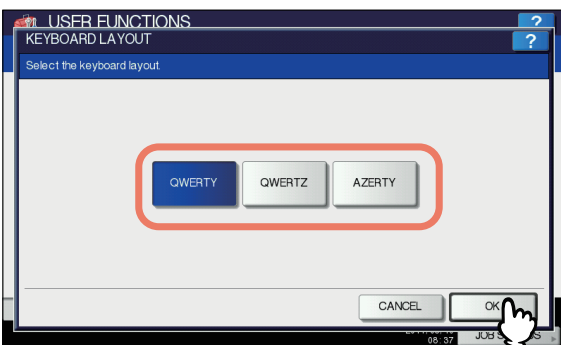 USER FUNCTIONS ?
KEYBOARD LAYOUT ?
Select the keyboard layout.
QWERTY QWERTZ AZERTY
CANCEL OK
08:37 JOB